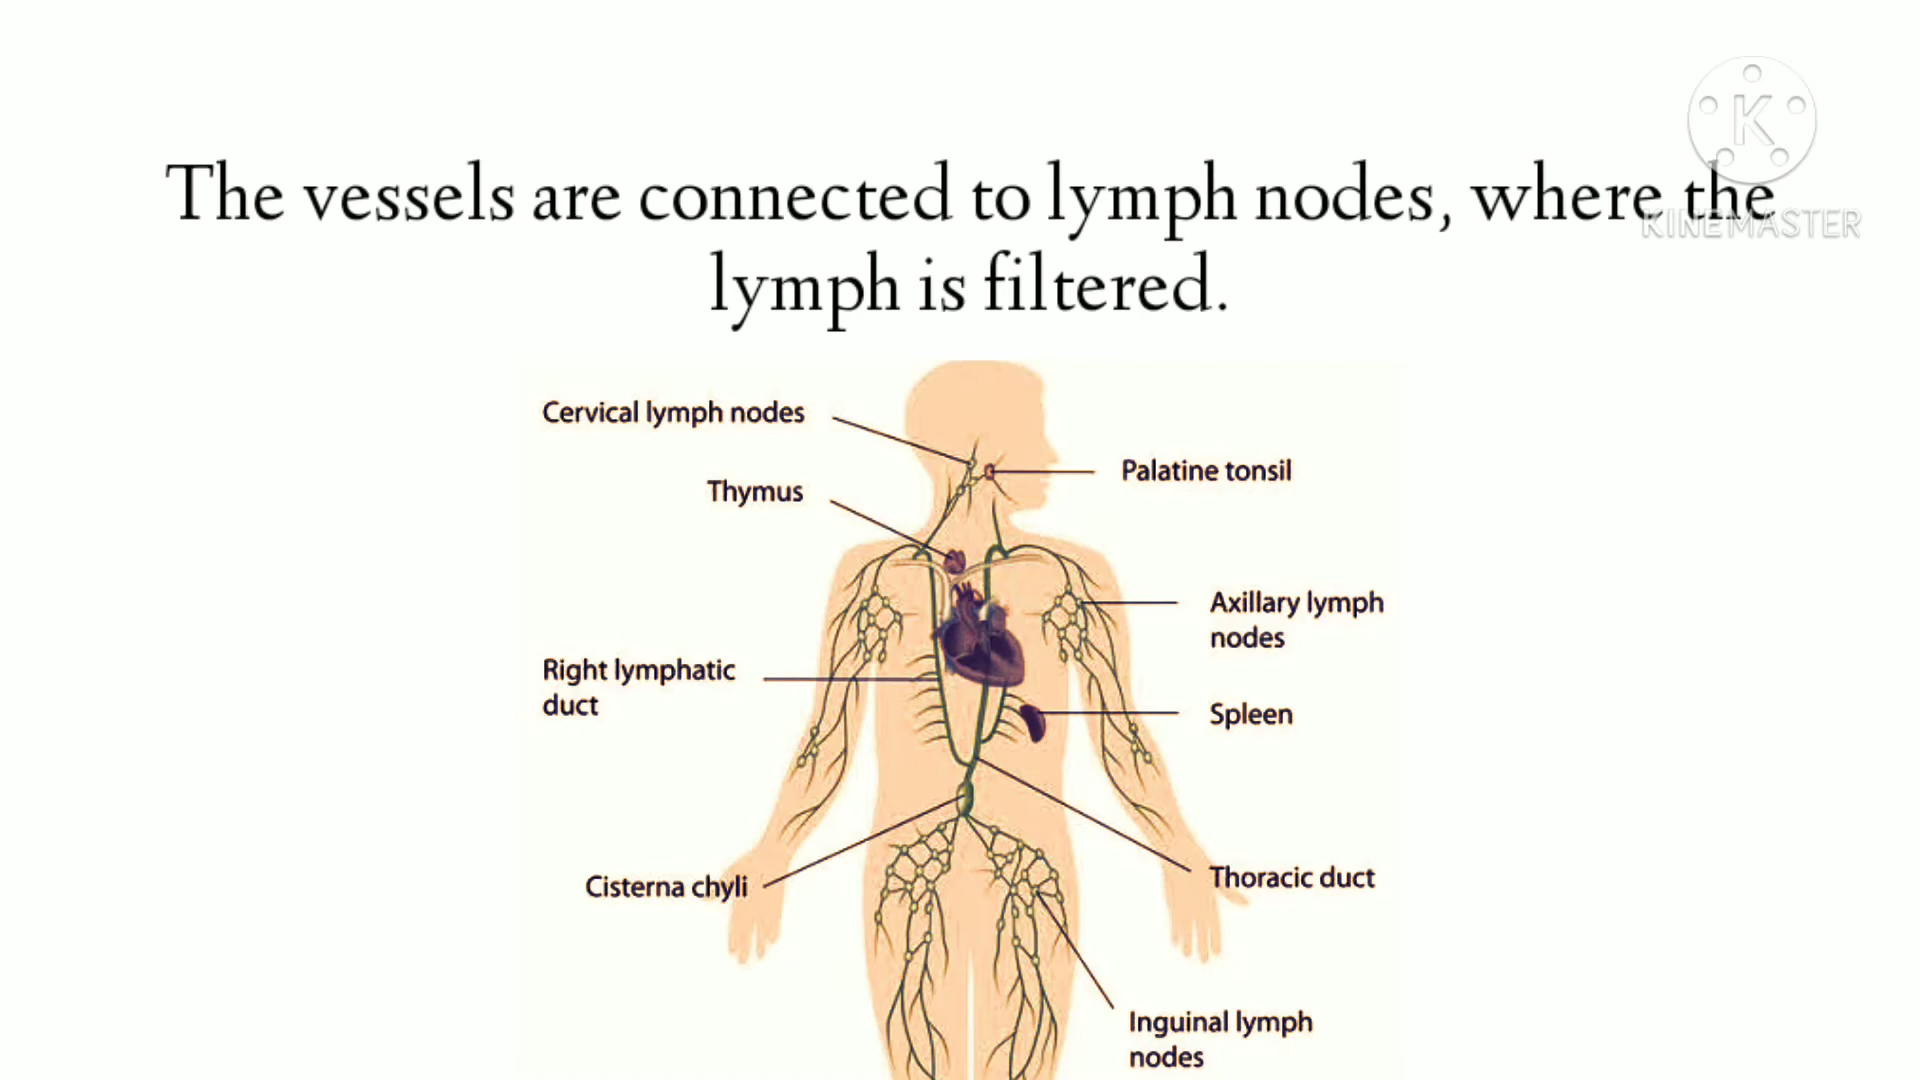 The vessels are connected to lymph nodes, where the
lymph is filtered.
K
KINEMASTER
Cervical lymph nodes
Palatine tonsil
Thymus
Axillary lymph
nodes
Right lymphatic
duct
Spleen
Cisterna chyli
Thoracic duct
Inguinal lymph
nodes